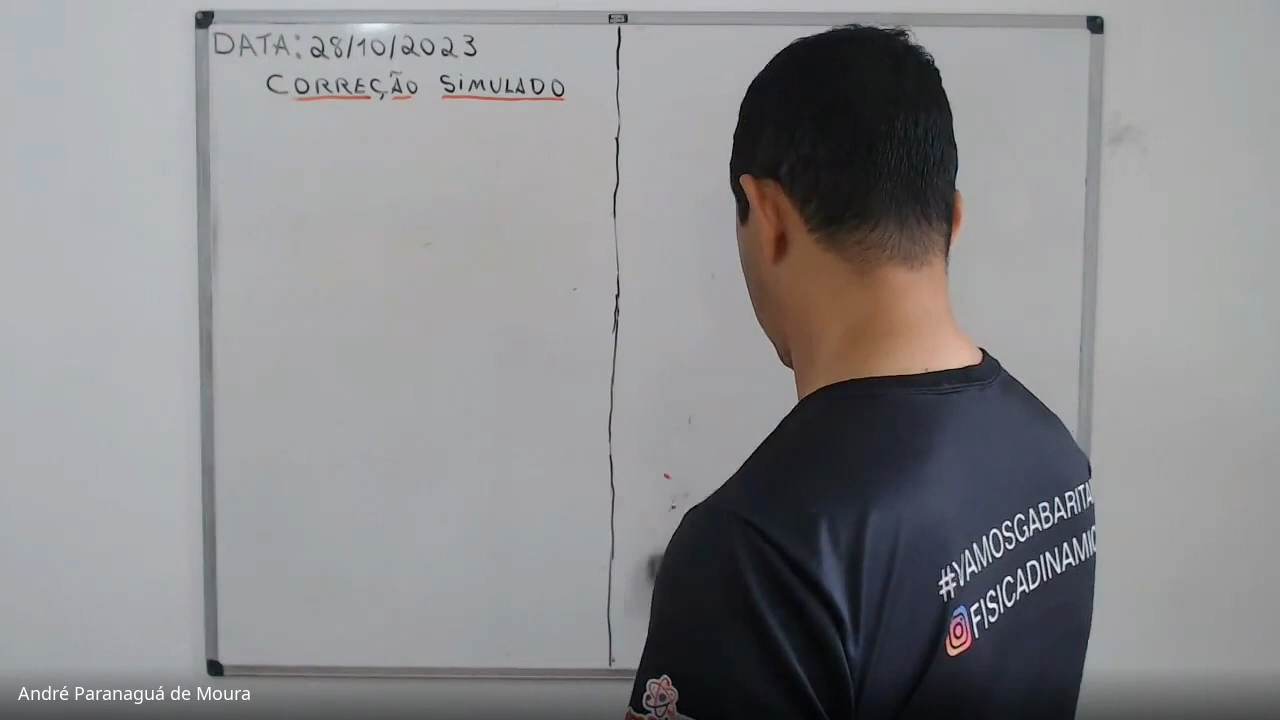 DATA: 28/10/2023
CORREÇÃO SIMULADO
#VAMOSGABARITA
FISICADINAMIC
André Paranaguá de Moura